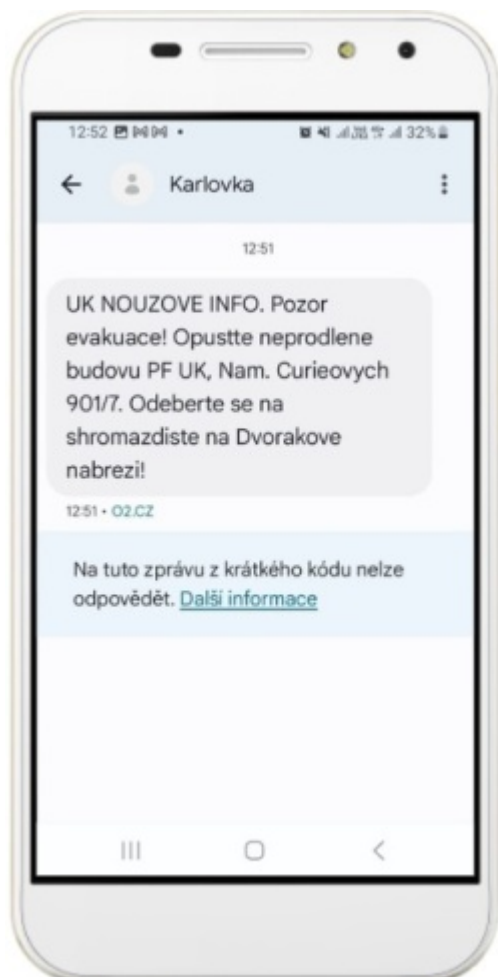 12:52
32%
Karlovka
12:51
UK NOUZOVE INFO. Pozor
evakuace! Opustte neprodlene
budovu PF UK, Nam. Curieovych
901/7. Odeberte se na
shromazdiste na Dvorakove
nabrezi!
12:51 • O2.CZ
Na tuto zprávu z krátkého kódu nelze
odpovědět. Další informace